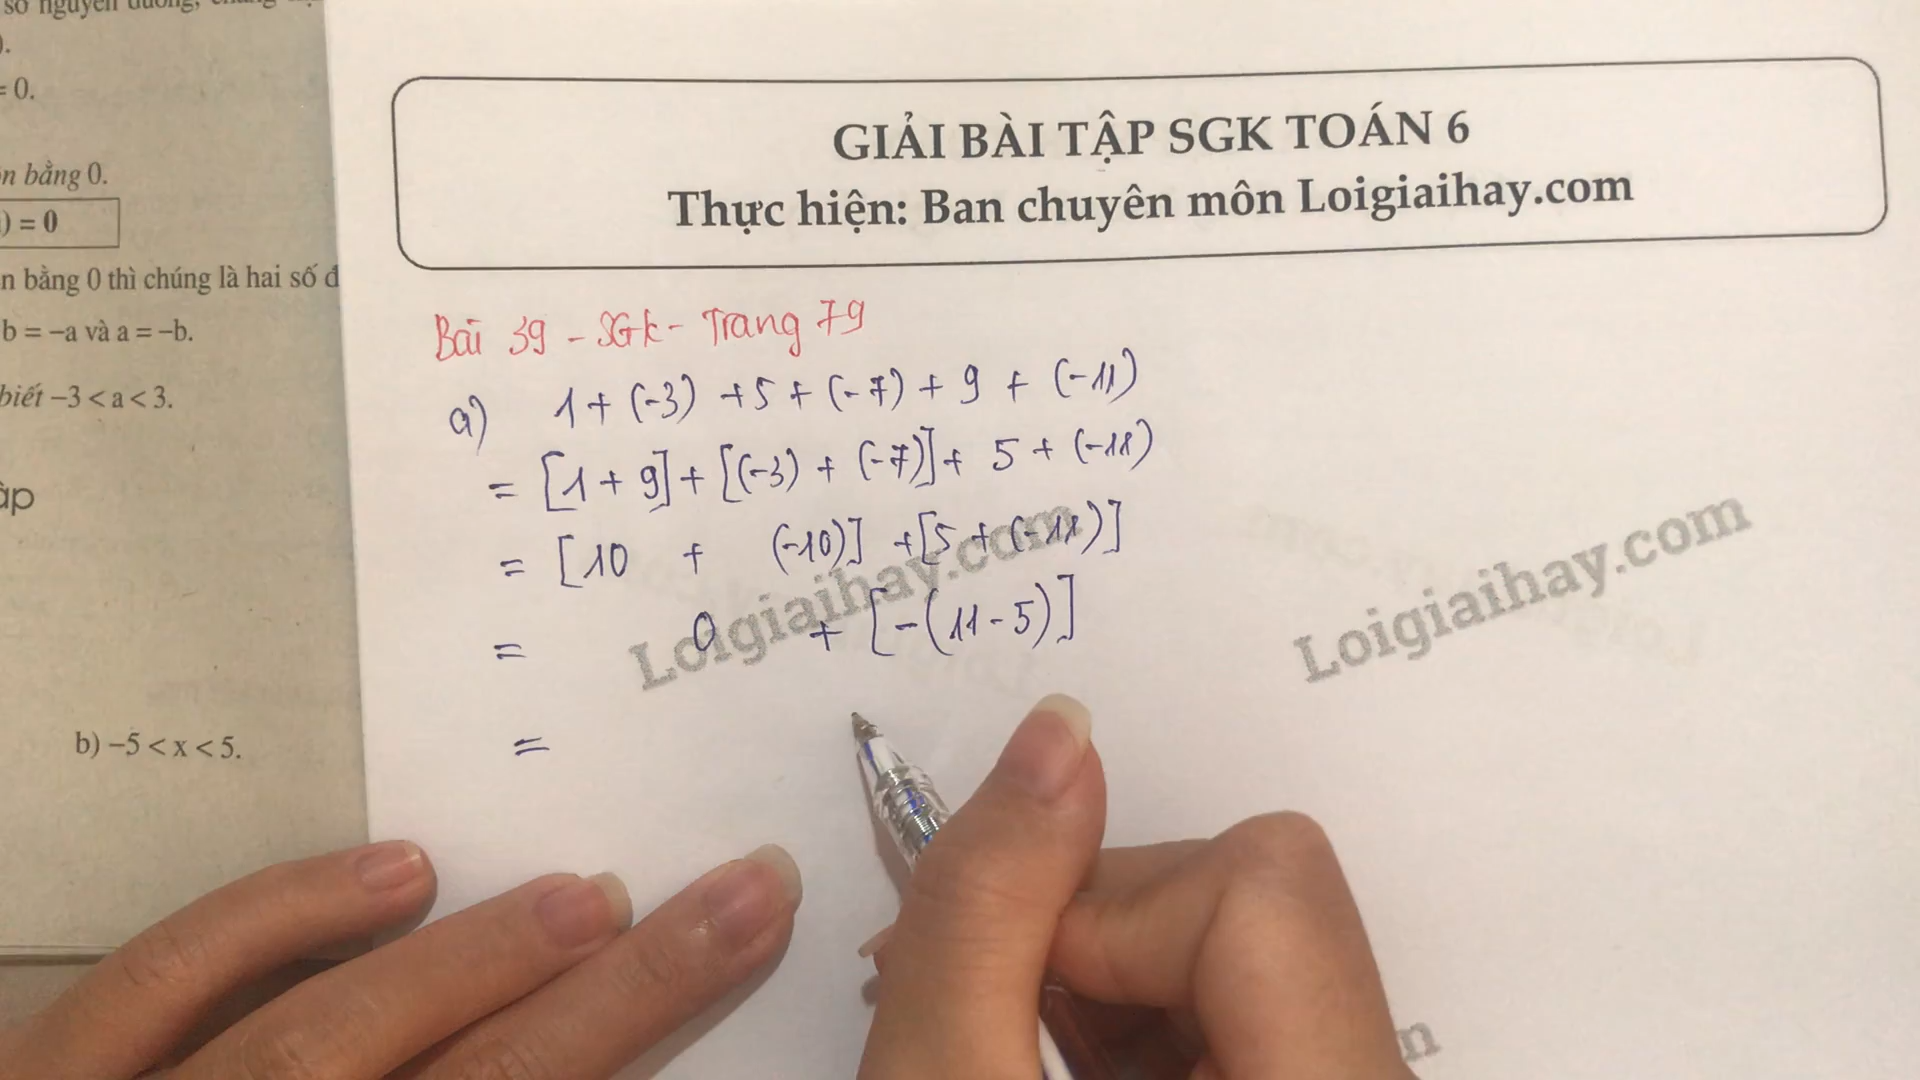 số nguyên dương,
).
= 0.
n bằng 0.
) = 0
n bằng 0 thì chúng là hai số đ
b = –a và a = –b.
biết –3 < a < 3.
ập
b) –5 < x < 5.
GIẢI BÀI TẬP SGK TOÁN 6
Thực hiện: Ban chuyên môn Loigiaihay.com
Bài 39 - SGK - Trang 79
a) 1 + (-3) + 5 + (-7) + 9 + (-11)
= [1 + 9] + [(-3) + (-7)] + 5 + (-11)
= [10 + (-10)] + [5 + (-11)]
= 0 + [-(11-5)]
=
Loigiaihay.com
Loigiaihay.com
n